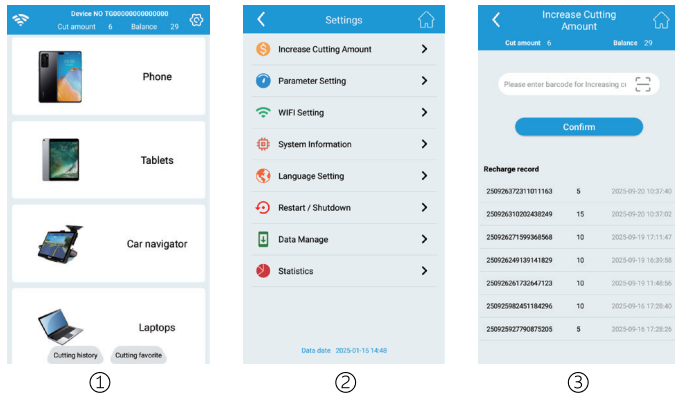 Device NO TG00000000000000
Cut amount 6 Balance 29
Phone
Tablets
Car navigator
Laptops
Cutting history Cutting favorite
①
Settings
Increase Cutting Amount
Parameter Setting
WIFI Setting
System Information
Language Setting
Restart / Shutdown
Data Manage
Statistics
Data date 2025-01-15 14:48
②
Increase Cutting
Amount
Cut amount 6 Balance 29
Please enter barcode for Increasing cu
Confirm
Recharge record
250926372311011163 5 2025-09-20 10:37:40
250926310202438249 15 2025-09-20 10:37:02
250926271599368568 10 2025-09-19 17:11:47
250926249139141829 10 2025-09-19 16:39:58
250926261732647123 10 2025-09-19 11:48:56
250925982451184296 10 2025-09-16 17:28:40
250925927790875205 5 2025-09-16 17:28:26
③